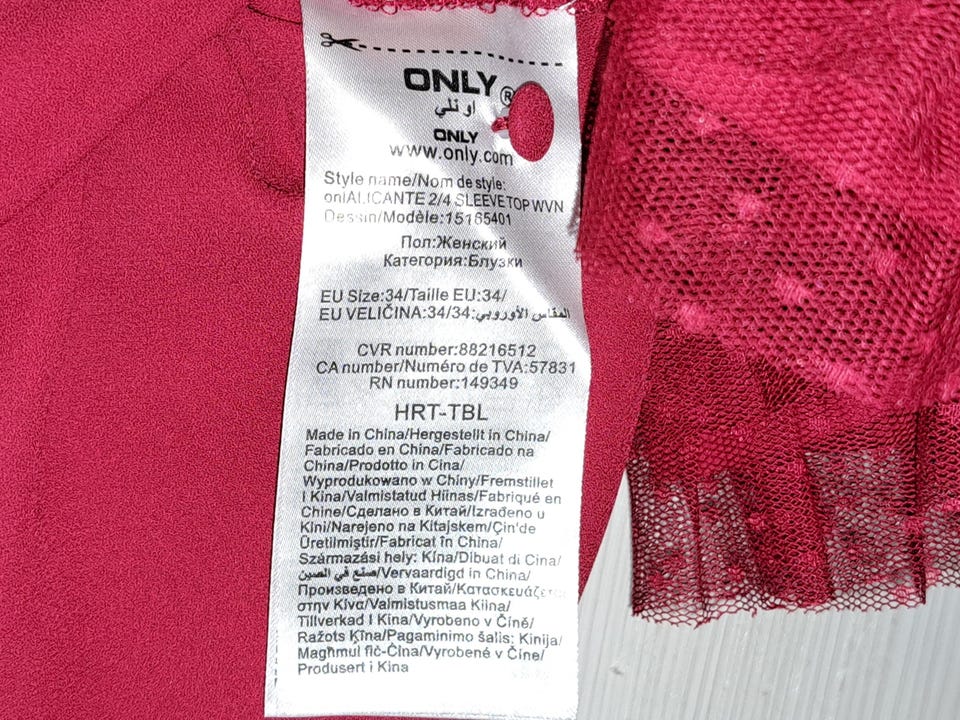 ONLY®
اونلي
ONLY
www.only.com
Style name/Nom de style:
onlALICANTE 2/4 SLEEVE TOP WVN
Dessin/Modèle:15165401
Пол:Женский
Категория:Блузки
EU Size:34/Taille EU:34/
EU VELIČINA:34/34:المقاس الأوروبي
CVR number:88216512
CA number/Numéro de TVA:57831
RN number:149349
HRT-TBL
Made in China/Hergestellt in China/
Fabricado en China/Fabricado na
China/Prodotto in Cina/
Wyprodukowano w Chiny/Fremstillet
i Kina/Valmistatud Hiinas/Fabriqué en
Chine/Сделано в Китай/Izrađeno u
Kini/Narejeno na Kitajskem/Çin'de
Üretilmiştir/Fabricat în China/
Származási hely: Kína/Dibuat di Cina/
صنع في الصين/Vervaardigd in China/
Произведено в Китай/Κατασκευάζεται
στην Κίνα/Valmistusmaa Kiina/
Tillverkad i Kina/Vyrobeno v Číně/
Ražots Ķīna/Pagaminimo šalis: Kinija/
Magħmul fiċ-Ċina/Vyrobené v Číne/
Produsert i Kina